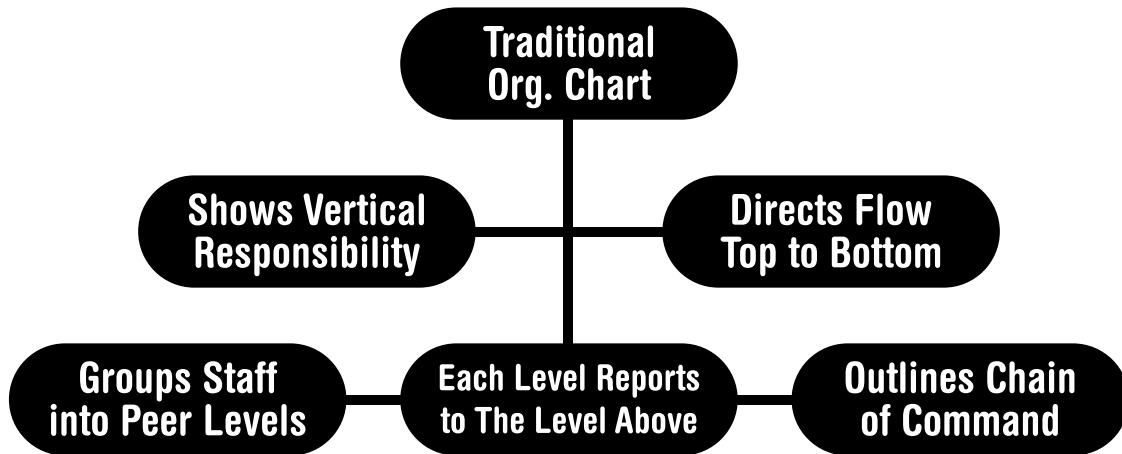 Traditional
Org. Chart
Shows Vertical
Responsibility
Directs Flow
Top to Bottom
Groups Staff
into Peer Levels
Each Level Reports
to The Level Above
Outlines Chain
of Command